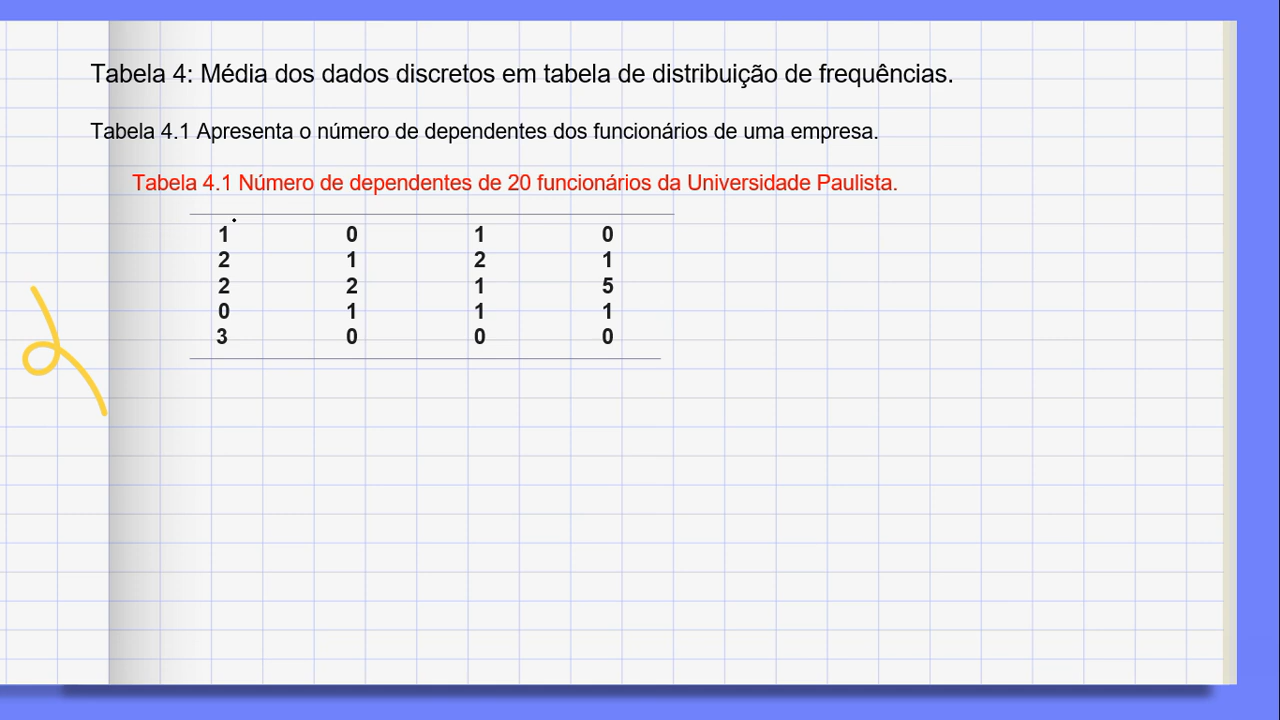 Tabela 4: Média dos dados discretos em tabela de distribuição de frequências.
Tabela 4.1 Apresenta o número de dependentes dos funcionários de uma empresa.
Tabela 4.1 Número de dependentes de 20 funcionários da Universidade Paulista.
1 0 1 0
2 1 2 1
2 2 1 5
0 1 1 1
3 0 0 0